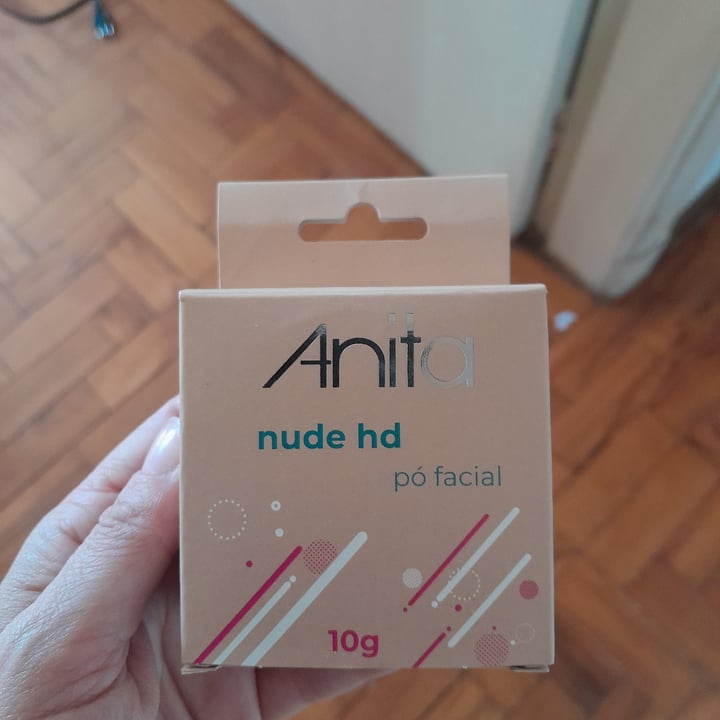 Anita
nude hd
pó facial
10g